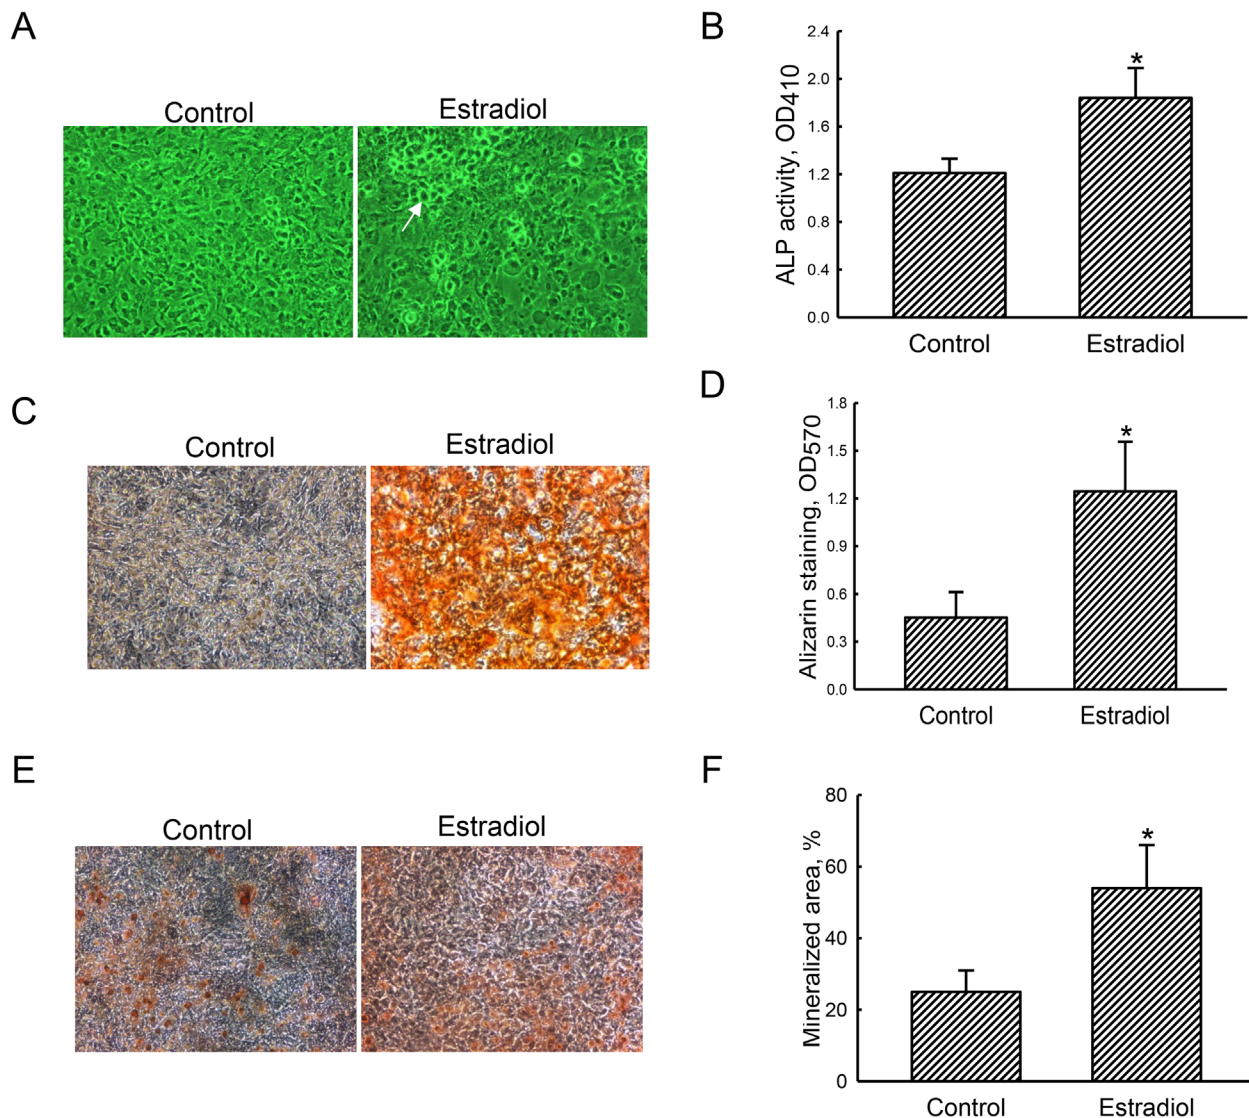 A
Control Estradiol
B
ALP activity, OD410
2.4
2.0
1.6
1.2
0.8
0.4
0.0
*
Control Estradiol
C
Control Estradiol
D
Alizarin staining, OD570
1.8
1.5
1.2
0.9
0.6
0.3
0.0
*
Control Estradiol
E
Control Estradiol
F
Mineralized area, %
80
60
40
20
0
*
Control Estradiol